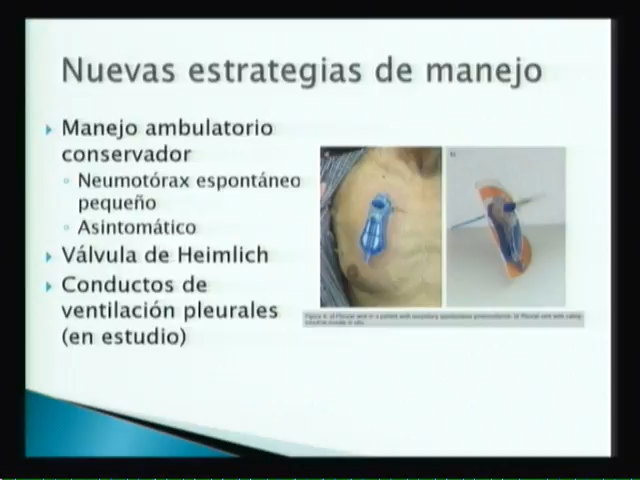 Nuevas estrategias de manejo
Manejo ambulatorio
conservador
Neumotórax espontáneo
pequeño
Asintomático
Válvula de Heimlich
Conductos de
ventilación pleurales
(en estudio)